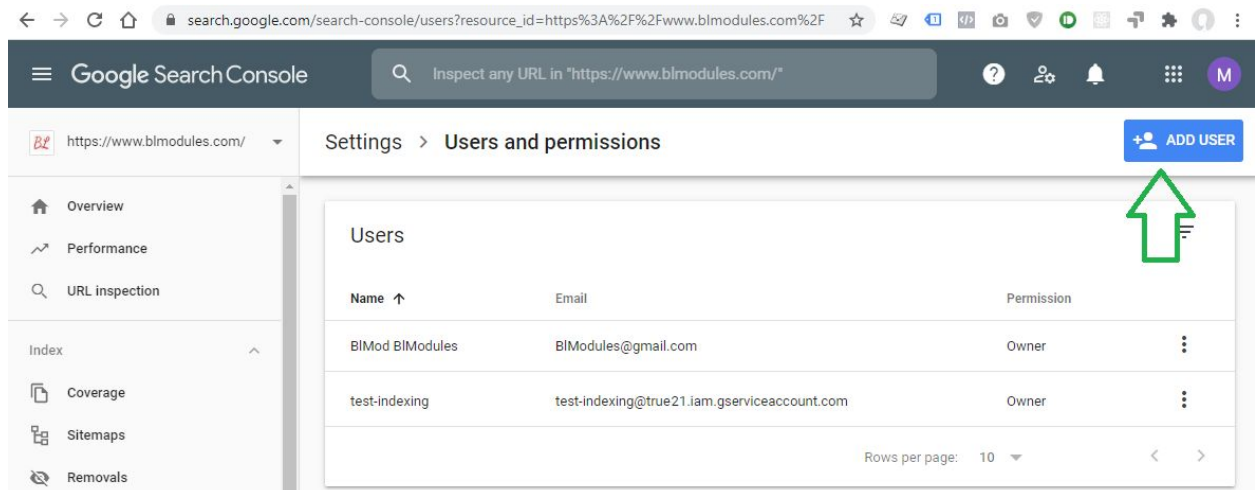 search.google.com/search-console/users?resource_id=https%3A%2F%2Fwww.blmodules.com%2F
Google Search Console
Inspect any URL in "https://www.blmodules.com/"
M
BL
https://www.blmodules.com/
Settings > Users and permissions
ADD USER
Overview
Performance
URL inspection
Index
Coverage
Sitemaps
Removals
Users
Name Email Permission
BlMod BlModules BlModules@gmail.com Owner
test-indexing test-indexing@true21.iam.gserviceaccount.com Owner
Rows per page: 10